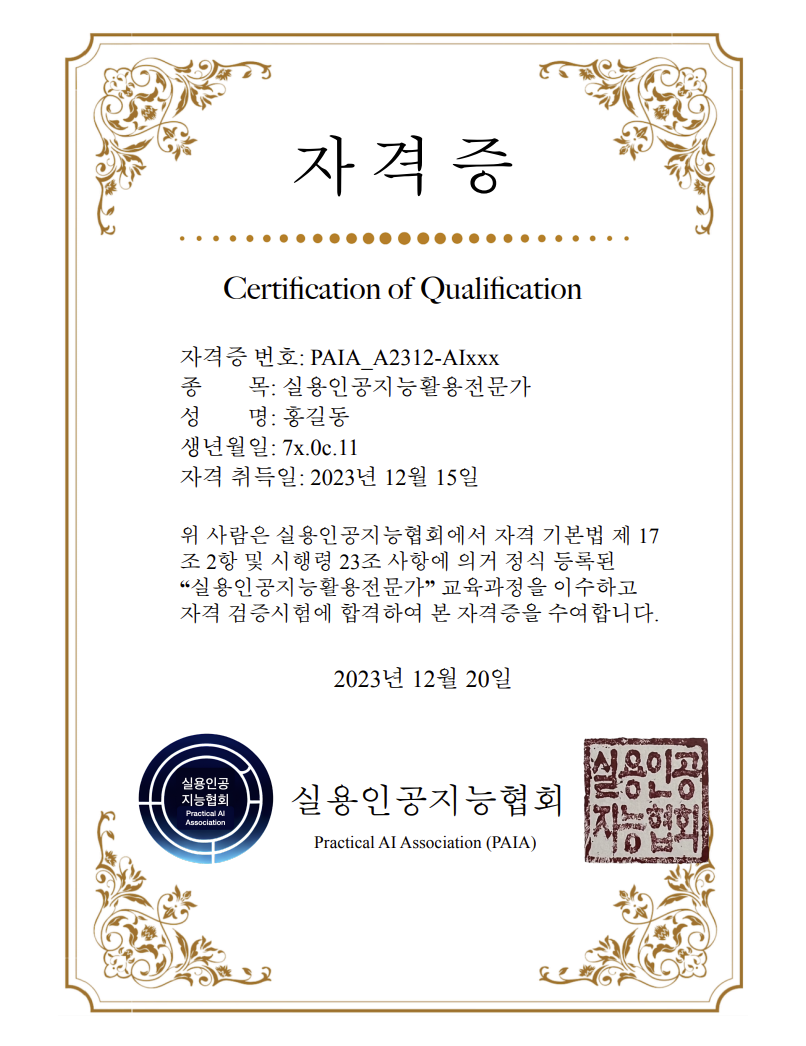 자격증
Certification of Qualification
자격증 번호: PAIA_A2312-AIxxx
종 목: 실용인공지능활용전문가
성 명: 홍길동
생년월일: 7x.0c.11
자격 취득일: 2023년 12월 15일
위 사람은 실용인공지능협회에서 자격 기본법 제 17
조 2항 및 시행령 23조 사항에 의거 정식 등록된
“실용인공지능활용전문가” 교육과정을 이수하고
자격 검증시험에 합격하여 본 자격증을 수여합니다.
2023년 12월 20일
실용인공
지능협회
Practical AI
Association
실용인공지능협회
Practical AI Association (PAIA)
실용인공
지능협회